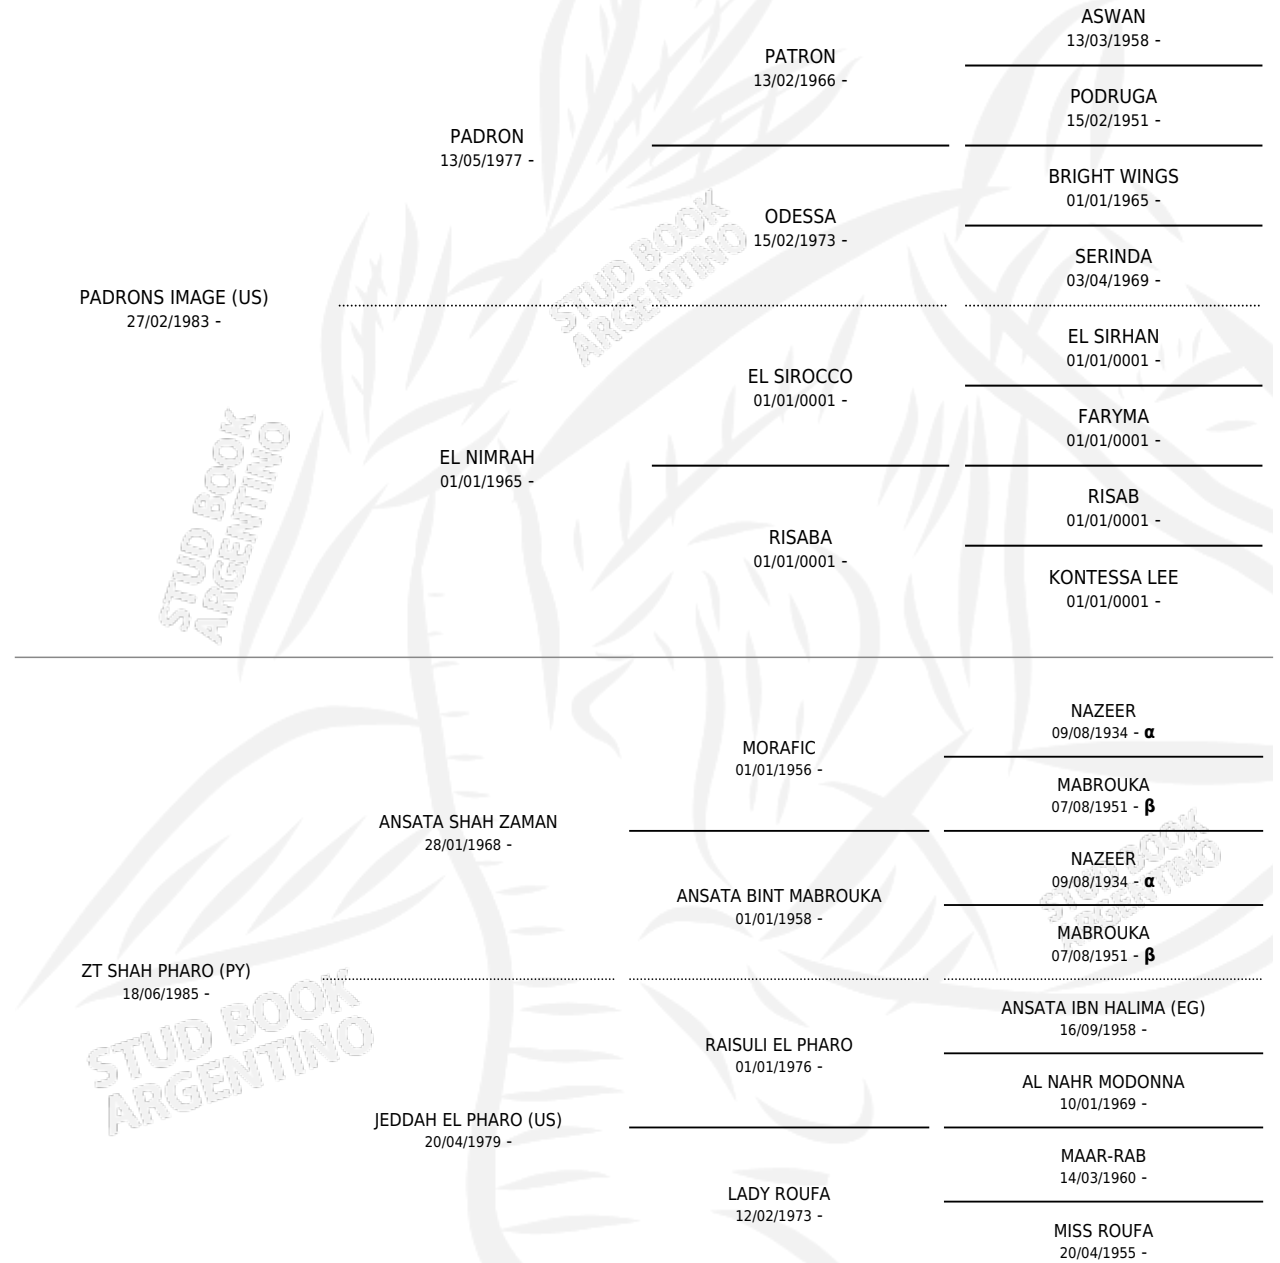 ASWAN
13/03/1958 -
PATRON
13/02/1966 -
PODRUGA
15/02/1951 -
PADRON
13/05/1977 -
BRIGHT WINGS
01/01/1965 -
ODESSA
15/02/1973 -
SERINDA
03/04/1969 -
PADRONS IMAGE (US)
27/02/1983 -
EL SIRHAN
01/01/0001 -
EL SIROCCO
01/01/0001 -
FARYMA
01/01/0001 -
EL NIMRAH
01/01/1965 -
RISAB
01/01/0001 -
RISABA
01/01/0001 -
KONTESSA LEE
01/01/0001 -
NAZEER
09/08/1934 - α
MORAFIC
01/01/1956 -
MABROUKA
07/08/1951 - β
ANSATA SHAH ZAMAN
28/01/1968 -
NAZEER
09/08/1934 - α
ANSATA BINT MABROUKA
01/01/1958 -
MABROUKA
07/08/1951 - β
ZT SHAH PHARO (PY)
18/06/1985 -
ANSATA IBN HALIMA (EG)
16/09/1958 -
RAISULI EL PHARO
01/01/1976 -
AL NAHR MODONNA
10/01/1969 -
JEDDAH EL PHARO (US)
20/04/1979 -
MAAR-RAB
14/03/1960 -
LADY ROUFA
12/02/1973 -
MISS ROUFA
20/04/1955 -
STUD BOOK
ARGENTINO
STUD BOOK
ARGENTINO
STUD BOOK
ARGENTINO
STUD BOOK
ARGENTINO